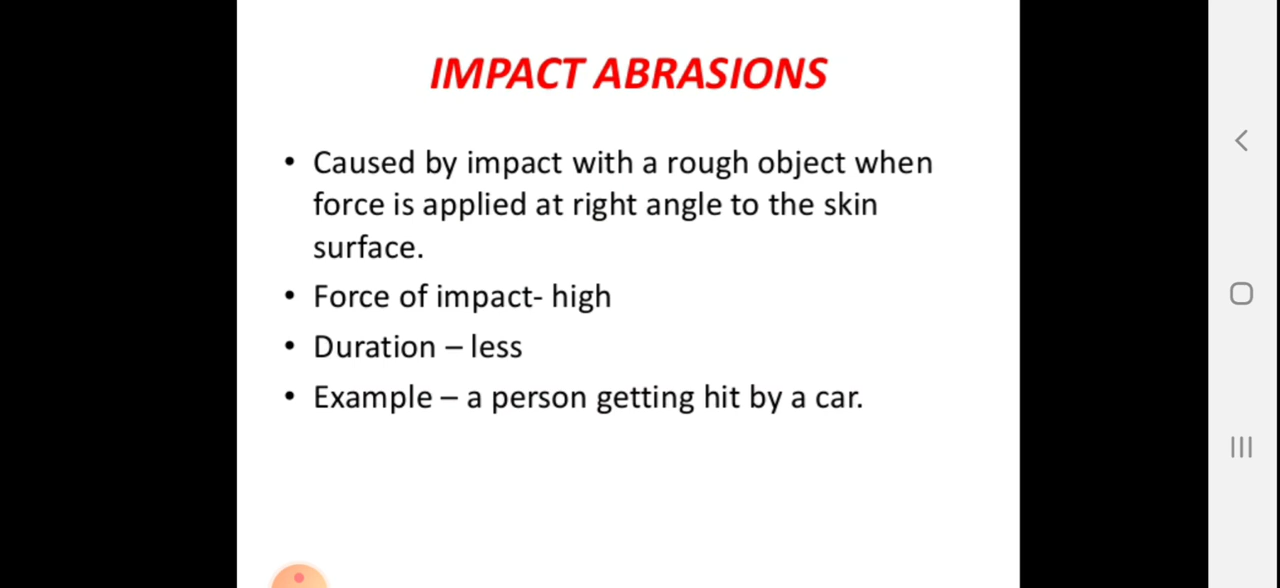 IMPACT ABRASIONS
• Caused by impact with a rough object when
force is applied at right angle to the skin
surface.
• Force of impact- high
• Duration – less
• Example – a person getting hit by a car.